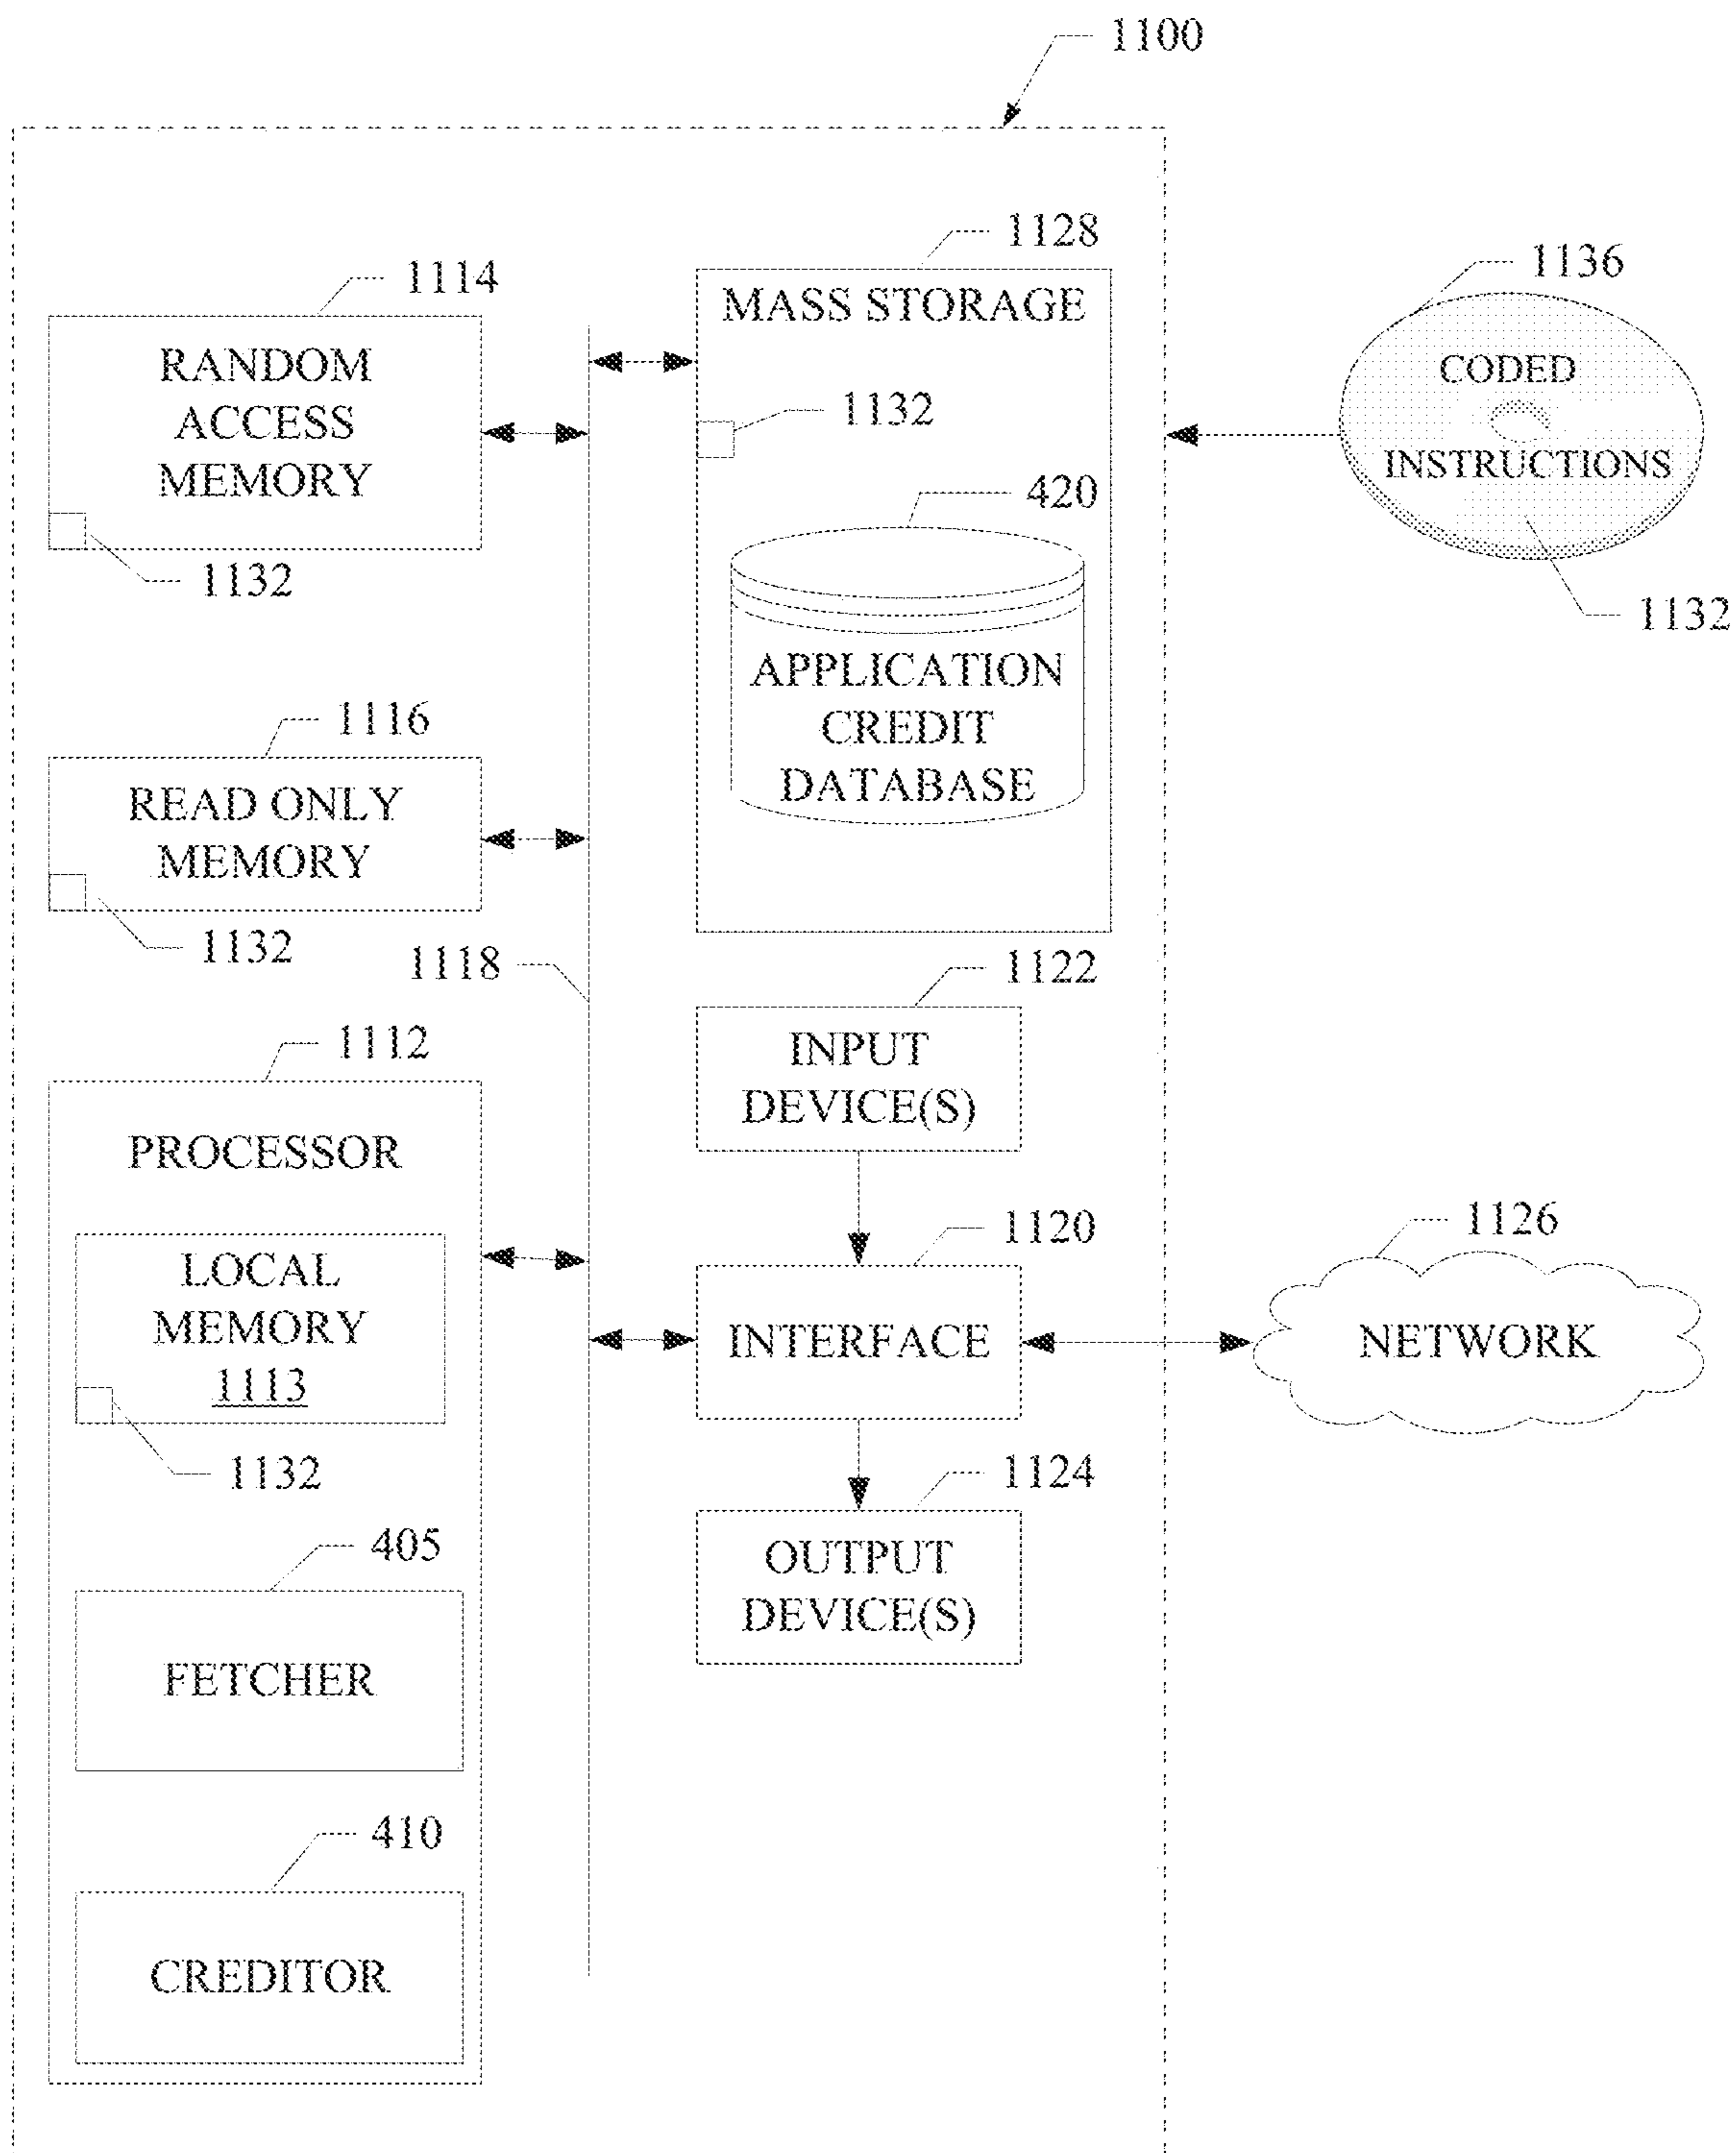 1100
1128
MASS STORAGE
1132
420
APPLICATION
CREDIT
DATABASE
1114
RANDOM
ACCESS
MEMORY
1132
1136
CODED
INSTRUCTIONS
1132
1116
READ ONLY
MEMORY
1132
1118
1122
INPUT
DEVICE(S)
1112
PROCESSOR
LOCAL
MEMORY
1113
1132
1120
INTERFACE
1126
NETWORK
1124
OUTPUT
DEVICE(S)
405
FETCHER
410
CREDITOR